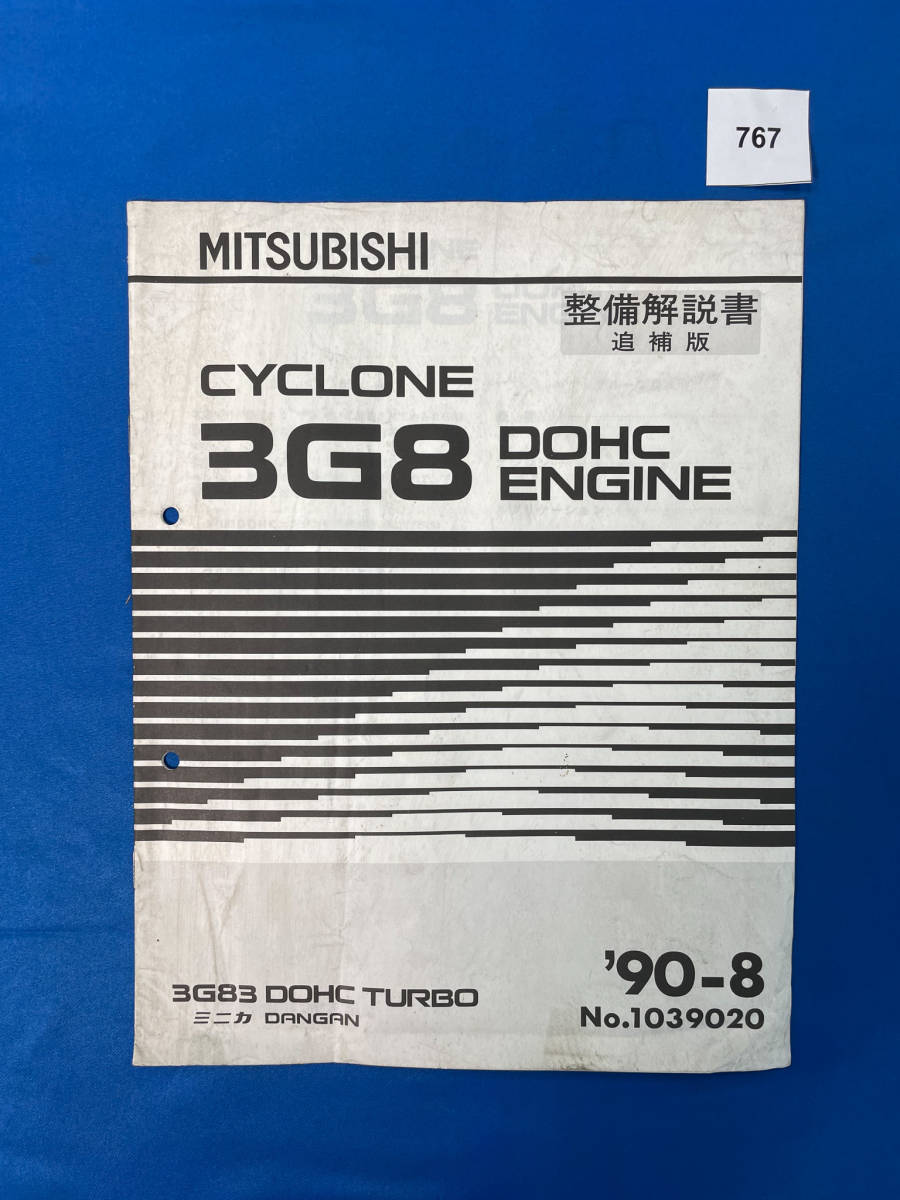 767
MITSUBISHI
整備解説書
追補版
CYCLONE
3G8 DOHC
ENGINE
'90-8
No.1039020
3G83 DOHC TURBO
ミニカ DANGAN